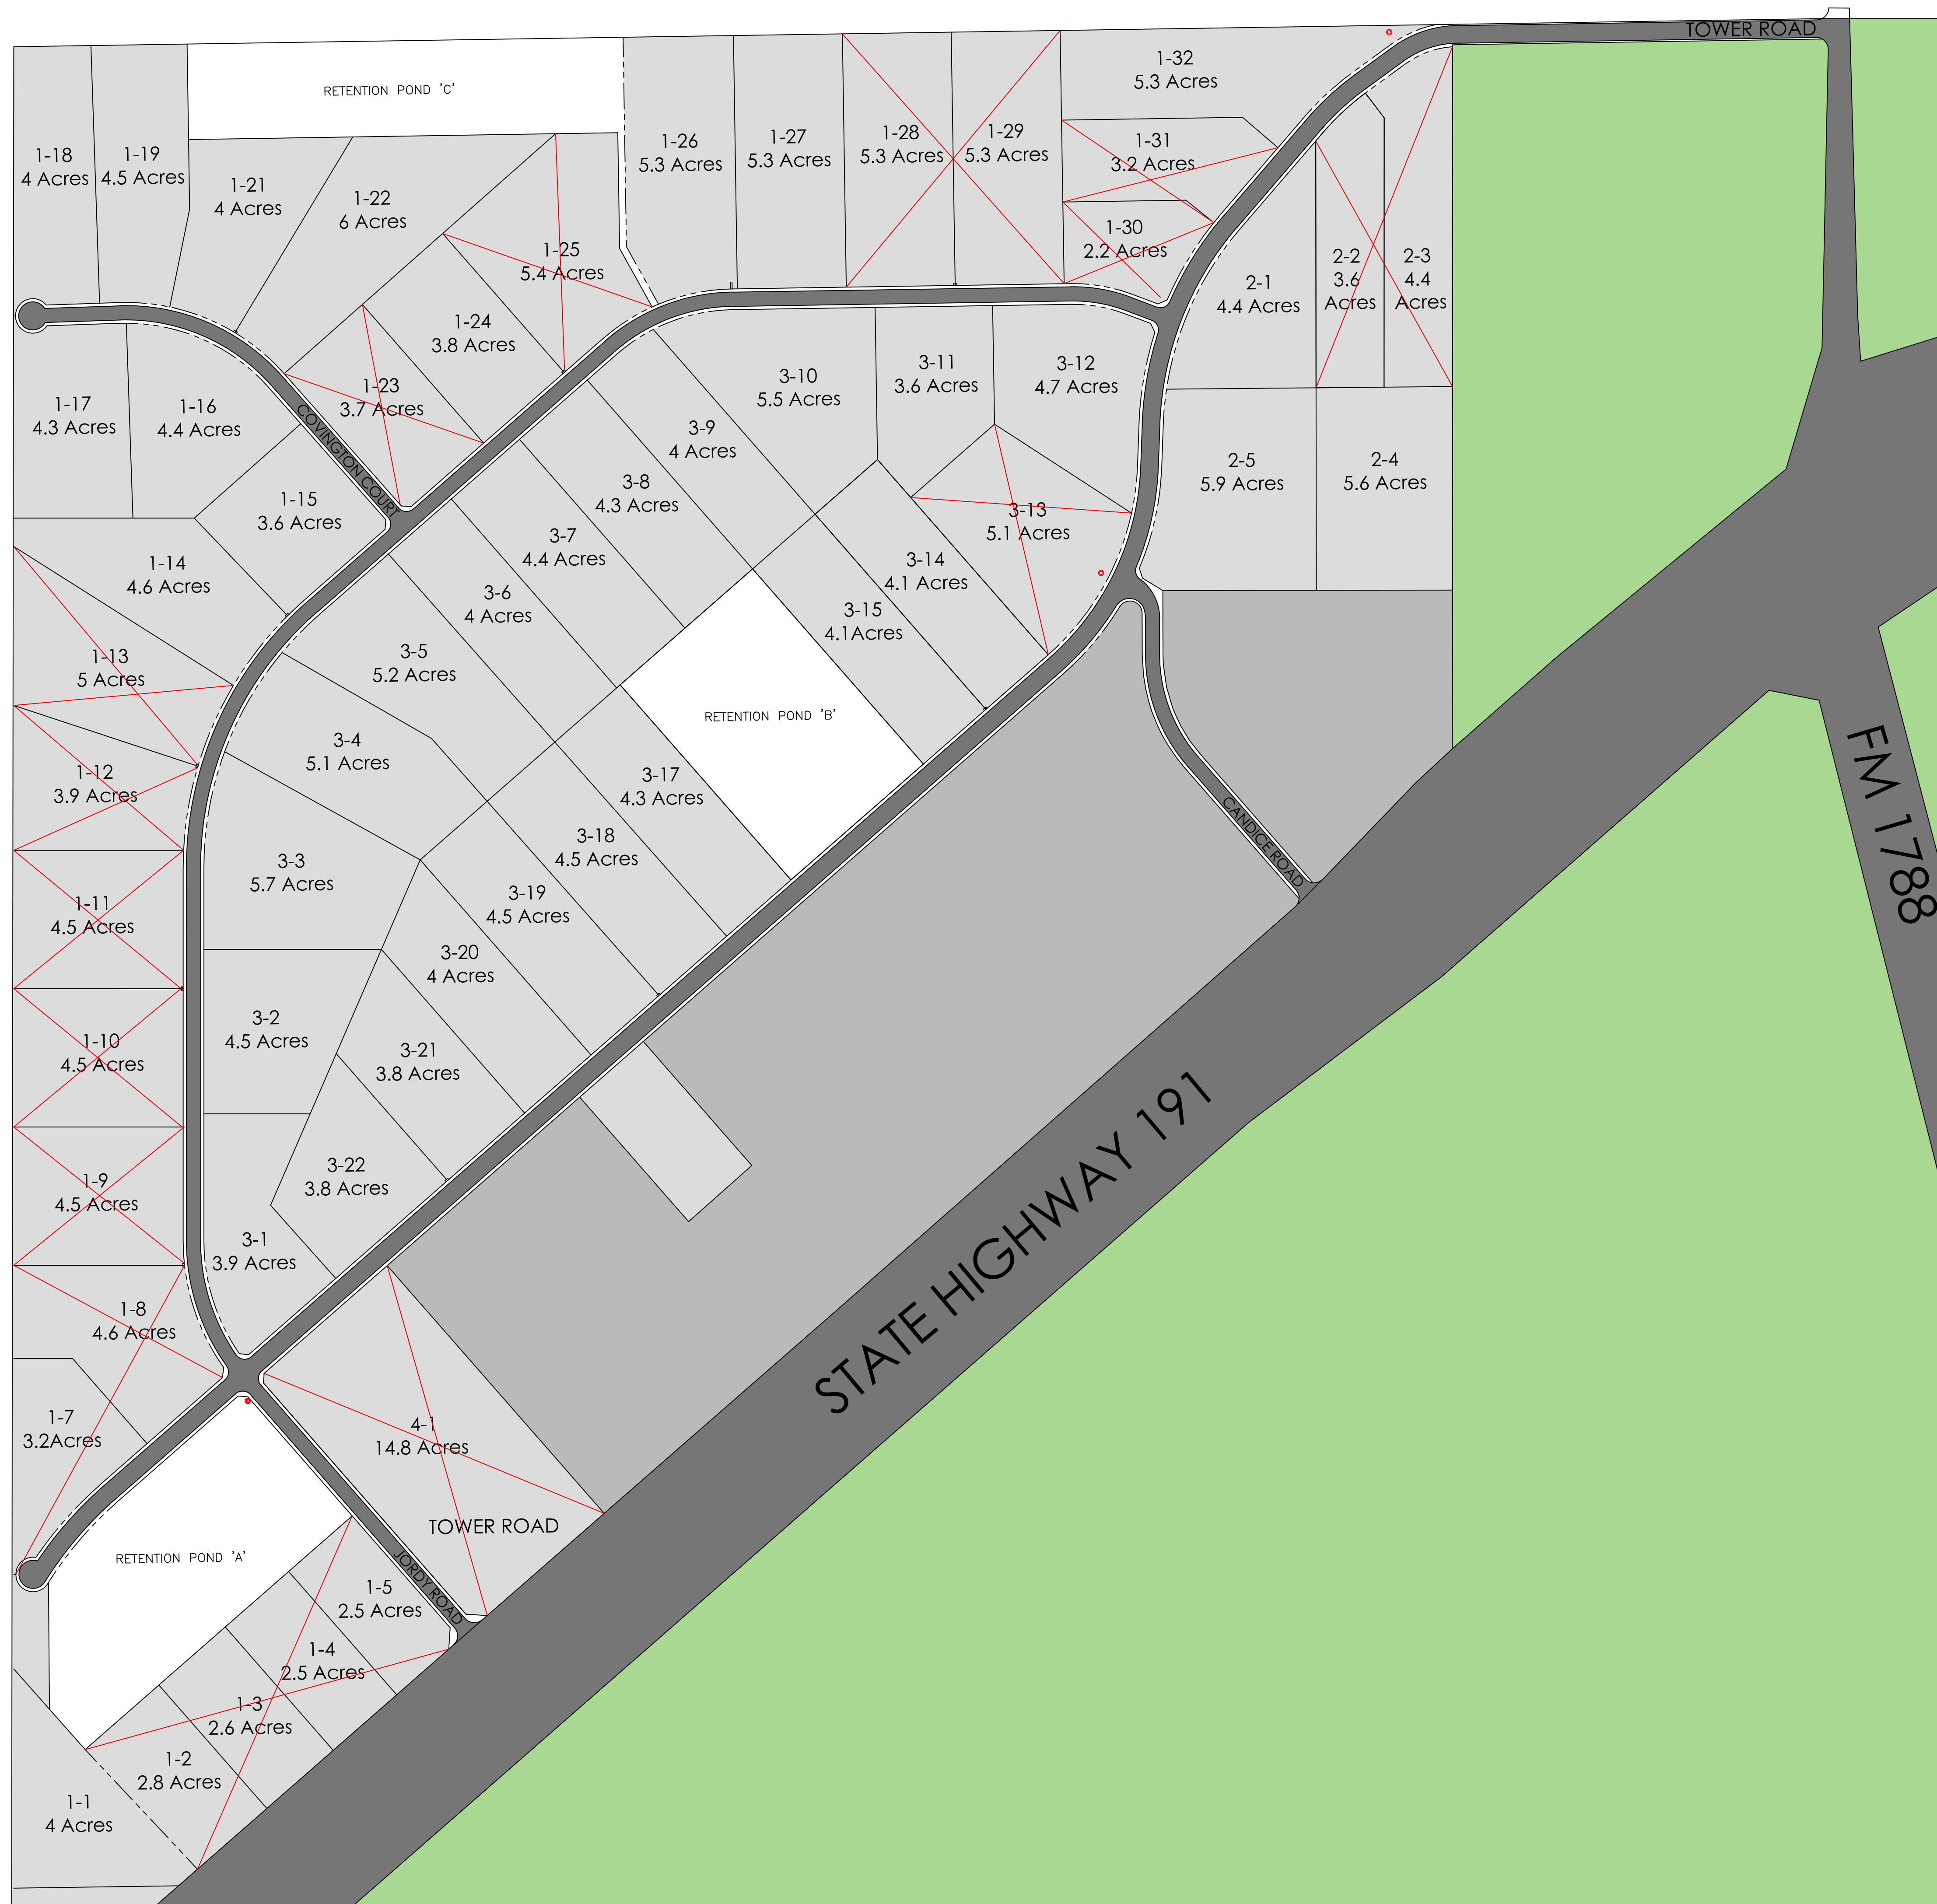 TOWER ROAD
RETENTION POND 'C'
1-18
4 Acres
1-19
4.5 Acres
1-21
4 Acres
1-22
6 Acres
1-25
5.4 Acres
1-26
5.3 Acres
1-27
5.3 Acres
1-28
5.3 Acres
1-29
5.3 Acres
1-32
5.3 Acres
1-31
3.2 Acres
1-30
2.2 Acres
2-1
4.4 Acres
2-2
3.6
Acres
2-3
4.4
Acres
1-24
3.8 Acres
1-23
3.7 Acres
1-17
4.3 Acres
1-16
4.4 Acres
COVINGTON COURT
1-15
3.6 Acres
1-14
4.6 Acres
3-10
5.5 Acres
3-11
3.6 Acres
3-12
4.7 Acres
3-9
4 Acres
3-8
4.3 Acres
3-7
4.4 Acres
3-6
4 Acres
3-5
5.2 Acres
3-4
5.1 Acres
3-3
5.7 Acres
2-5
5.9 Acres
2-4
5.6 Acres
3-13
5.1 Acres
3-14
4.1 Acres
3-15
4.1Acres
RETENTION POND 'B'
3-17
4.3 Acres
3-18
4.5 Acres
3-19
4.5 Acres
3-20
4 Acres
3-21
3.8 Acres
3-22
3.8 Acres
3-2
4.5 Acres
3-1
3.9 Acres
1-13
5 Acres
1-12
3.9 Acres
1-11
4.5 Acres
1-10
4.5 Acres
1-9
4.5 Acres
1-8
4.6 Acres
1-7
3.2Acres
CANDICE ROAD
FM 1788
STATE HIGHWAY 191
4-1
14.8 Acres
TOWER ROAD
JORDY ROAD
RETENTION POND 'A'
1-5
2.5 Acres
1-4
2.5 Acres
1-3
2.6 Acres
1-2
2.8 Acres
1-1
4 Acres